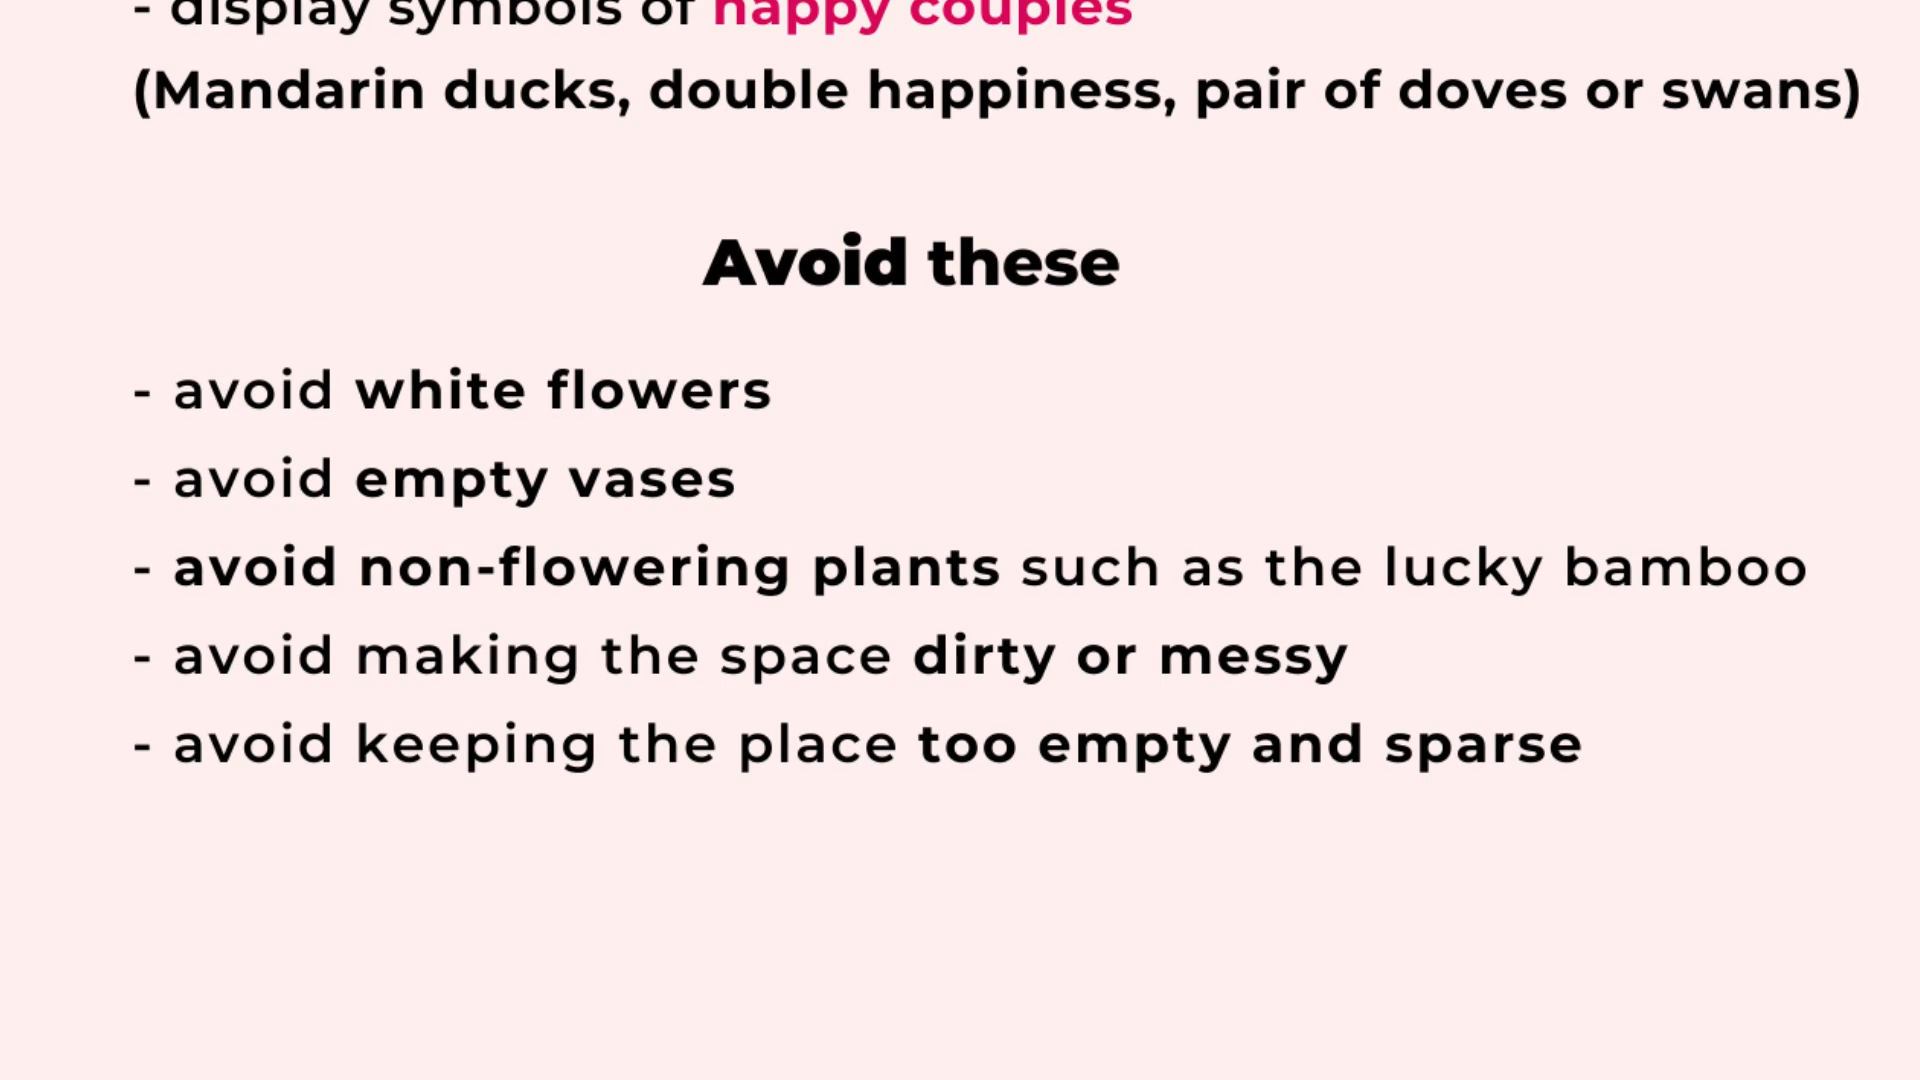 - display symbols of happy couples
(Mandarin ducks, double happiness, pair of doves or swans)
Avoid these
- avoid white flowers
- avoid empty vases
- avoid non-flowering plants such as the lucky bamboo
- avoid making the space dirty or messy
- avoid keeping the place too empty and sparse